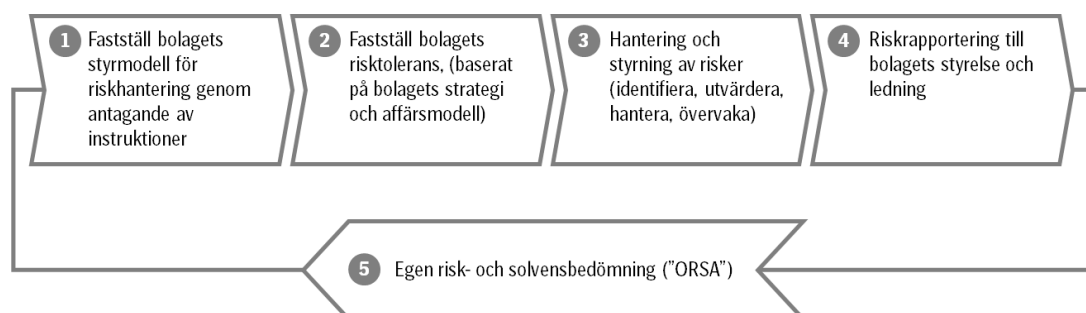 1 Fastställ bolagets
styrmodell för
riskhantering genom
antagande av
instruktioner
2 Fastställ bolagets
risktolerans, (baserat
på bolagets strategi
och affärsmodell)
3 Hantering och
styrning av risker
(identifiera, utvärdera,
hantera, övervaka)
4 Riskrapportering till
bolagets styrelse och
ledning
5 Egen risk- och solvensbedömning (”ORSA”)